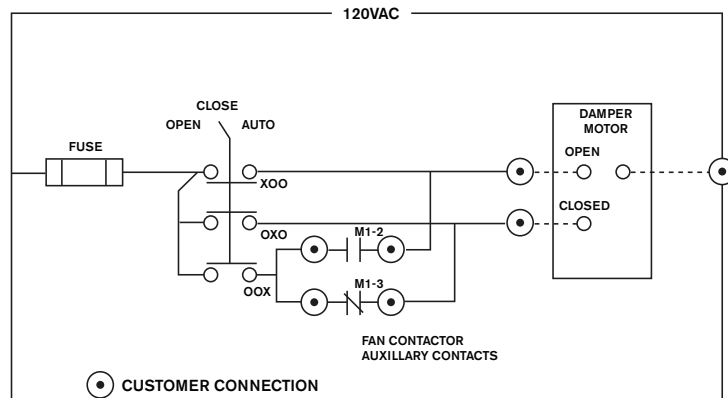 120VAC
CLOSE
OPEN AUTO
FUSE
DAMPER
MOTOR
OPEN
XOO
CLOSED
OXO
M1-2
M1-3
OOX
FAN CONTACTOR
AUXILLARY CONTACTS
CUSTOMER CONNECTION